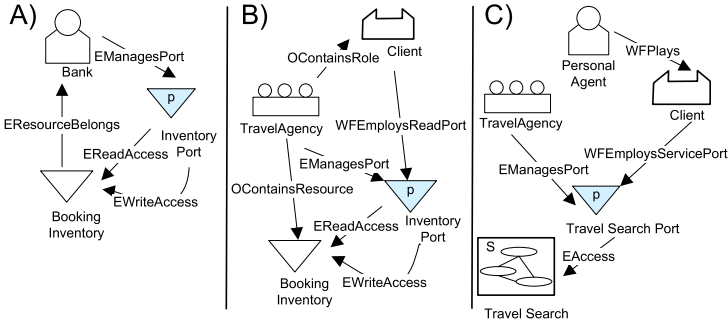 A)
Bank
EManagesPort
p
EResourceBelongs
Inventory
Port
EReadAccess
EWriteAccess
Booking
Inventory
B)
Client
OContainsRole
TravelAgency
WFEmploysReadPort
EManagesPort
OContainsResource
p
Inventory
Port
EReadAccess
EWriteAccess
Booking
Inventory
C)
WFPlays
Personal
Agent
Client
TravelAgency
WFEmploysServicePort
EManagesPort
p
Travel Search Port
S
EAccess
Travel Search